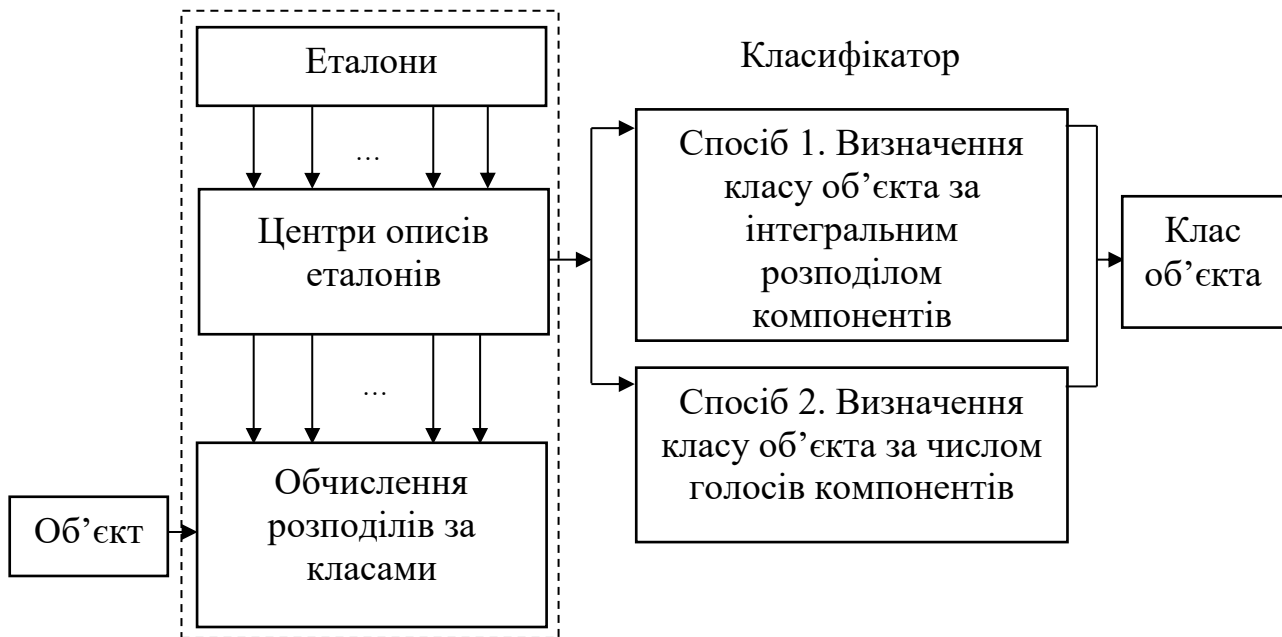 Еталони
...
Центри описів
еталонів
...
Обчислення
розподілів за
класами
Об’єкт
Класифікатор
Спосіб 1. Визначення
класу об’єкта за
інтегральним
розподілом
компонентів
Спосіб 2. Визначення
класу об’єкта за числом
голосів компонентів
Клас
об’єкта